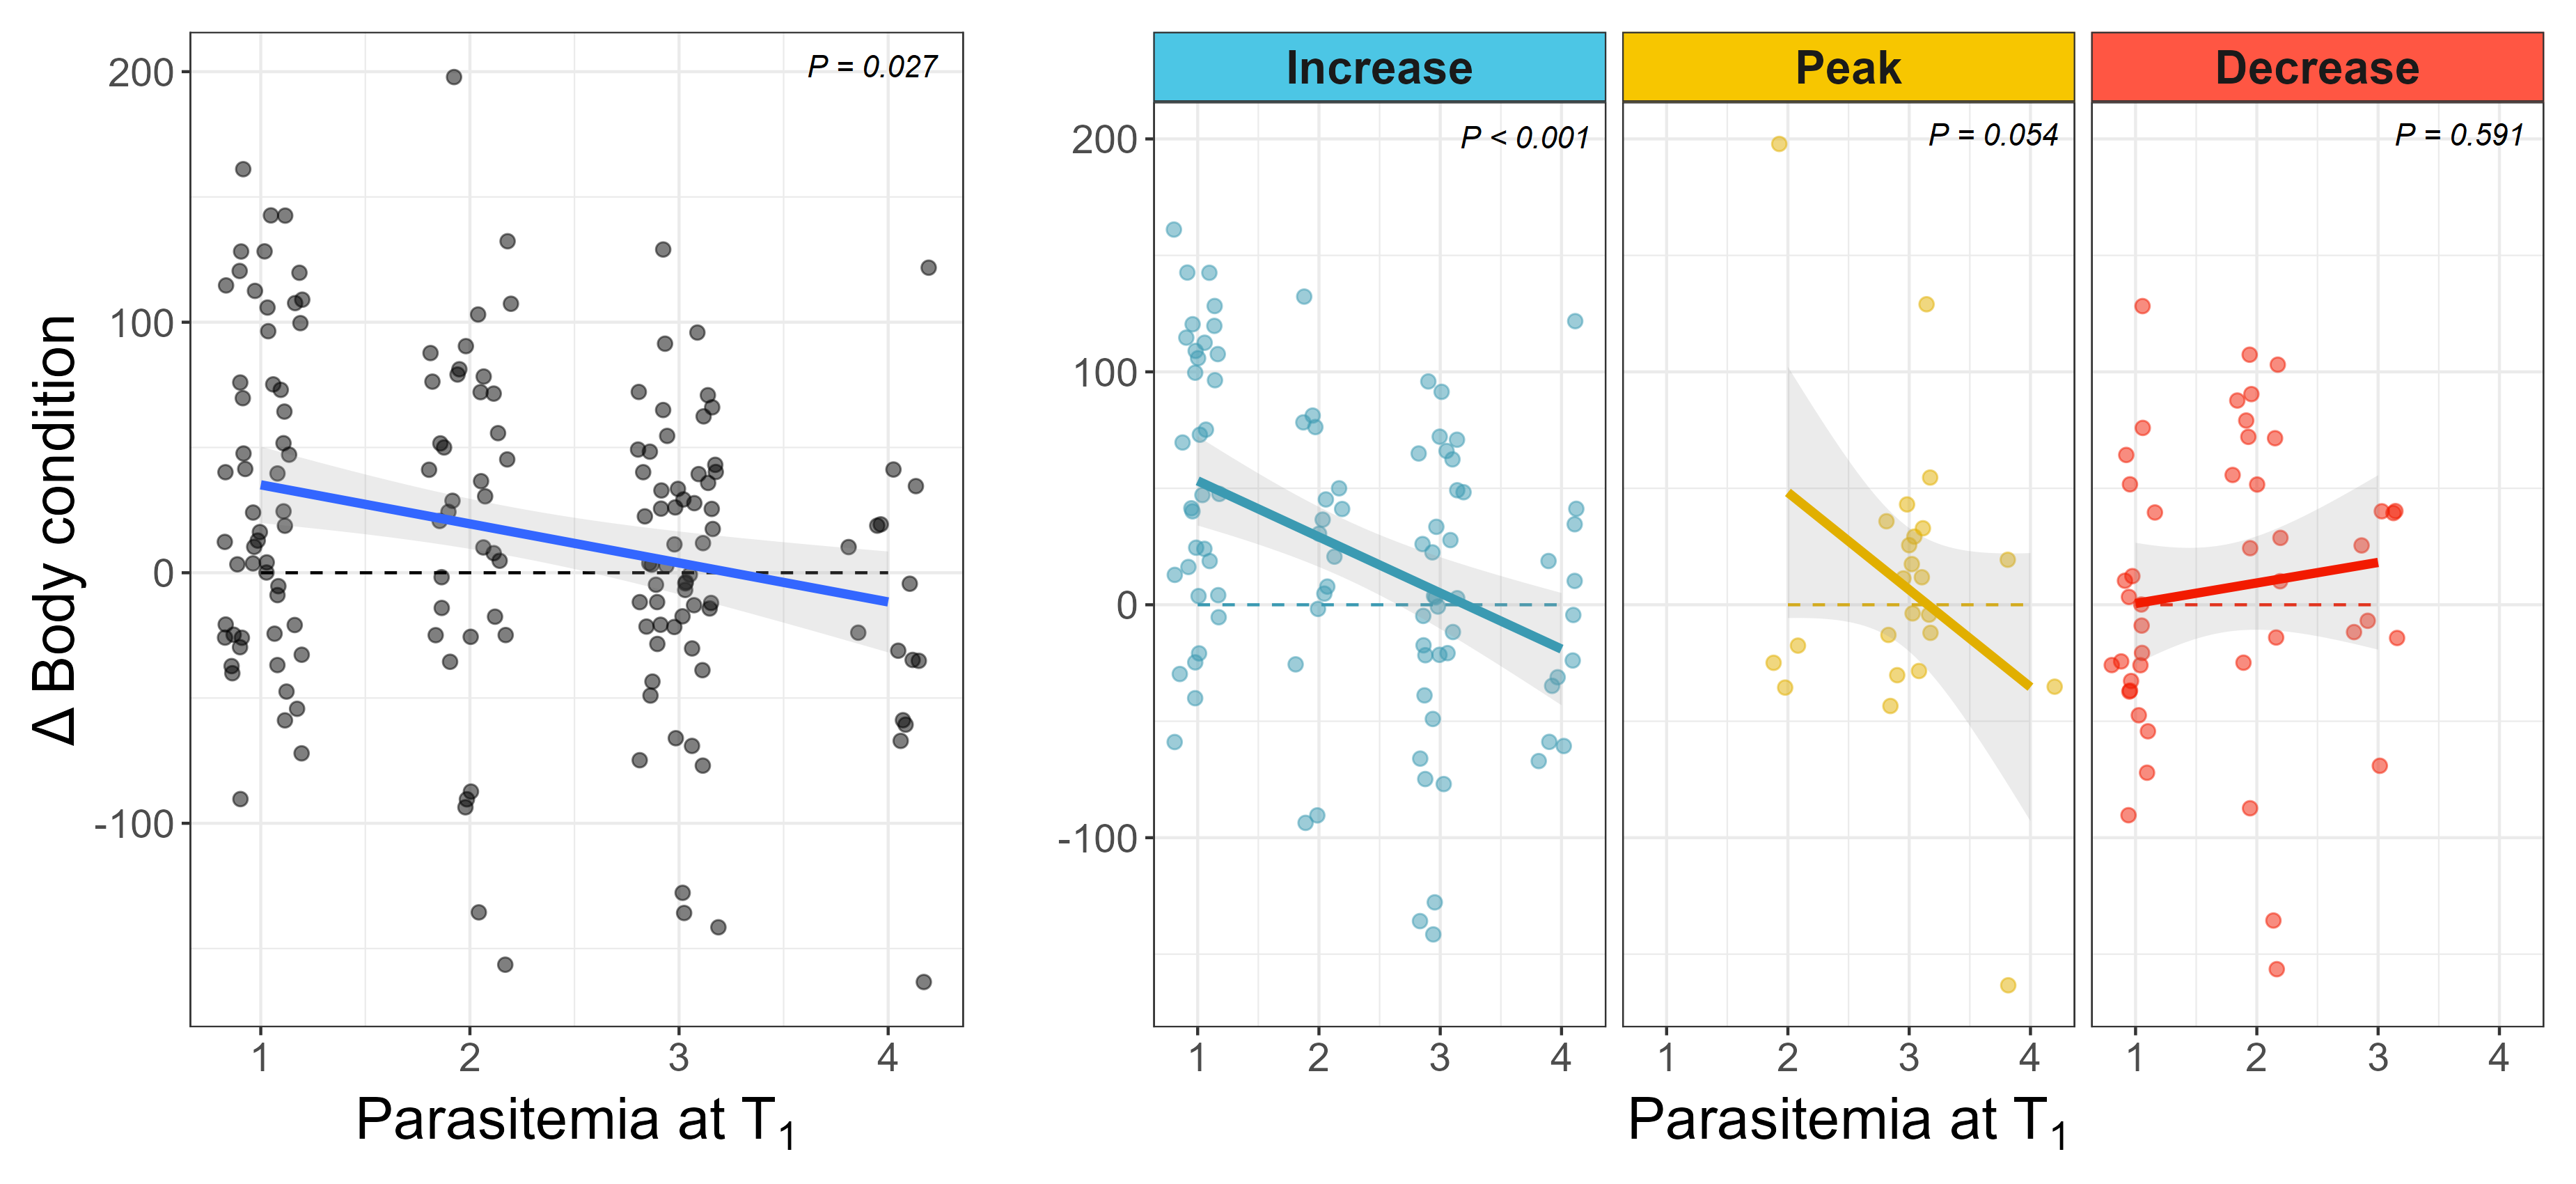 Δ Body condition
200
100
0
-100
P = 0.027
1 2 3 4
Parasitemia at T1
Increase
Peak
Decrease
200
100
0
-100
P < 0.001
P = 0.054
P = 0.591
1 2 3 4
1 2 3 4
1 2 3 4
Parasitemia at T1